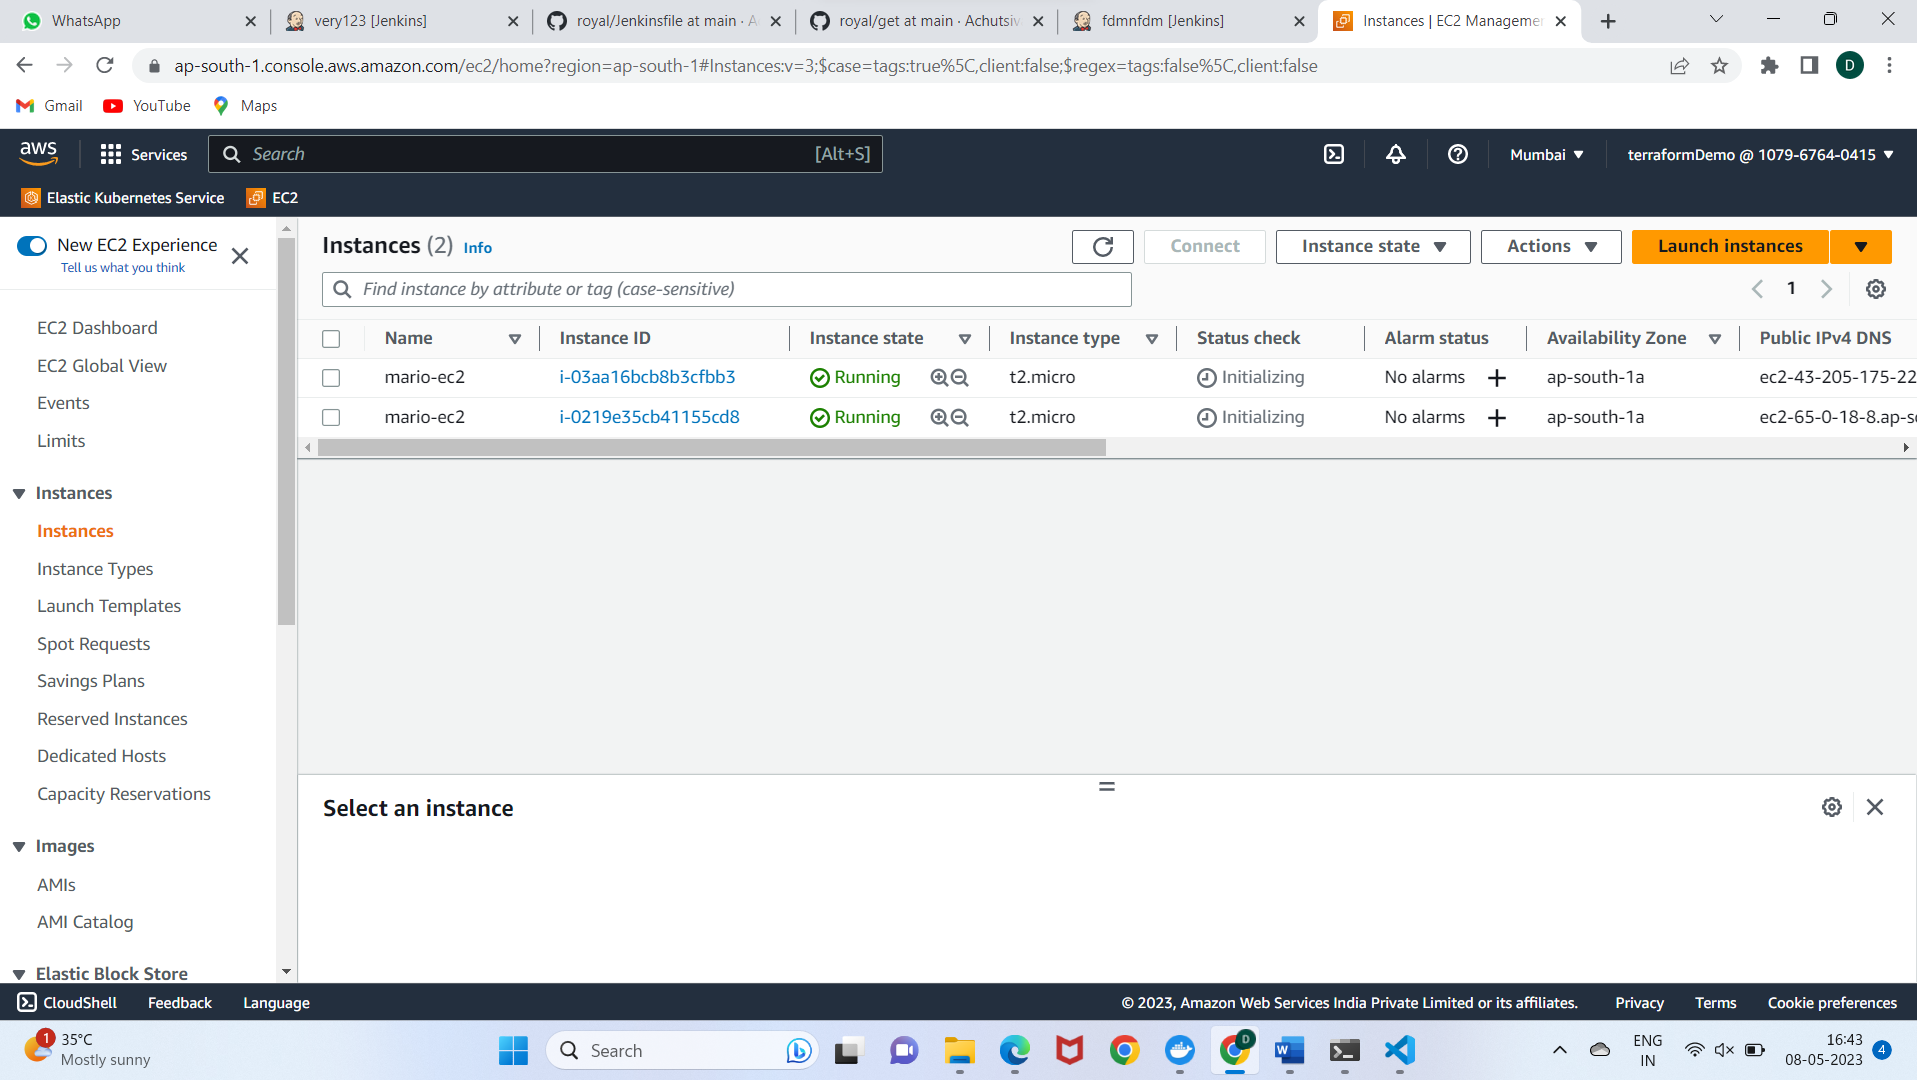 WhatsApp
very123 [Jenkins]
royal/Jenkinsfile at main · A
royal/get at main · Achutsiv
fdmnfdm [Jenkins]
Instances | EC2 Manageme
ap-south-1.console.aws.amazon.com/ec2/home?region=ap-south-1#Instances:v=3;$case=tags:true%5C,client:false;$regex=tags:false%5C,client:false
D
Gmail
YouTube
Maps
aws
Services
Search
[Alt+S]
Mumbai
terraformDemo @ 1079-6764-0415
Elastic Kubernetes Service
EC2
New EC2 Experience
Tell us what you think
EC2 Dashboard
EC2 Global View
Events
Limits
Instances
Instances
Instance Types
Launch Templates
Spot Requests
Savings Plans
Reserved Instances
Dedicated Hosts
Capacity Reservations
Images
AMIs
AMI Catalog
Elastic Block Store
Instances (2) Info
Connect
Instance state
Actions
Launch instances
Find instance by attribute or tag (case-sensitive)
1
Name Instance ID Instance state Instance type Status check Alarm status Availability Zone Public IPv4 DNS
mario-ec2 i-03aa16bcb8b3cfbb3 Running t2.micro Initializing No alarms + ap-south-1a ec2-43-205-175-22
mario-ec2 i-0219e35cb41155cd8 Running t2.micro Initializing No alarms + ap-south-1a ec2-65-0-18-8.ap-so
Select an instance
CloudShell
Feedback
Language
© 2023, Amazon Web Services India Private Limited or its affiliates.
Privacy
Terms
Cookie preferences
1
35°C
Mostly sunny
Search
D
ENG
IN
16:43
08-05-2023
4